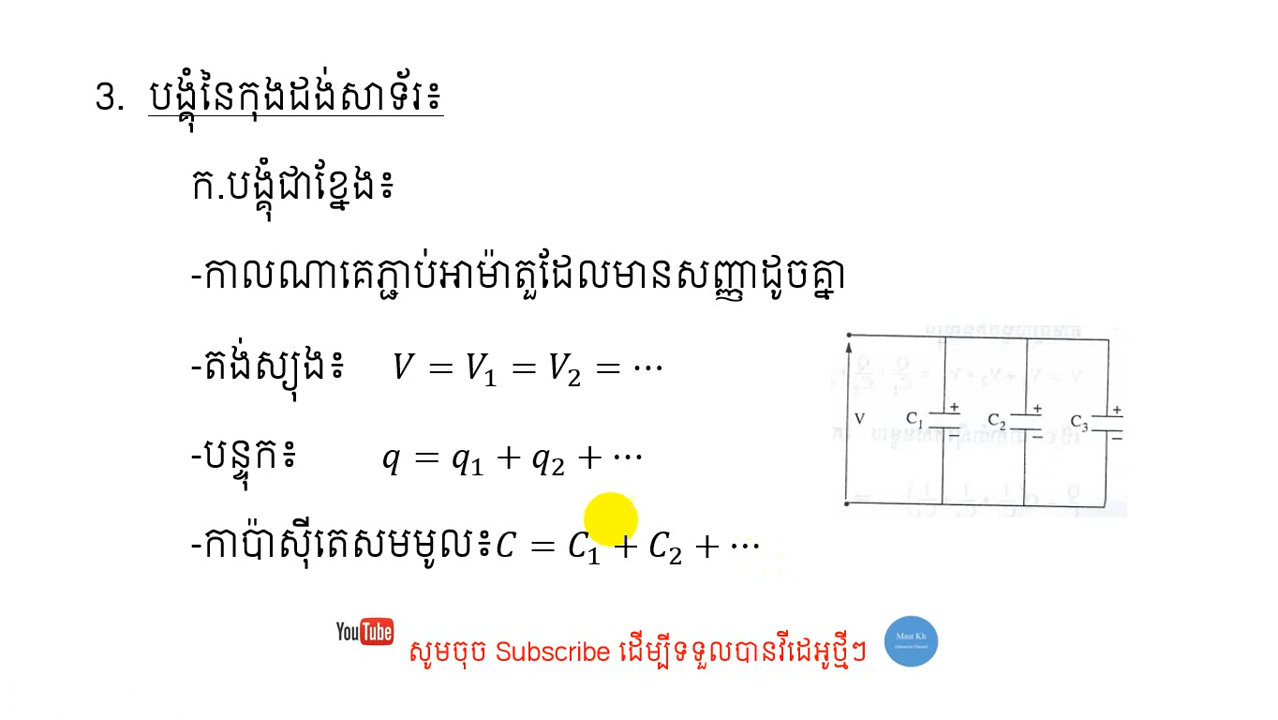 3. បង្គុំនៃកុងដង់សាទ័រ៖
ក.បង្គុំជាខ្នែង៖
-កាលណាគេភ្ជាប់អាម៉ាតួដែលមានសញ្ញាដូចគ្នា
-តង់ស្យុង៖ V = V₁ = V₂ = ⋯
-បន្ទុក៖ q = q₁ + q₂ + ⋯
-កាប៉ាស៊ីតេសមមូល៖ C = C₁ + C₂ + ⋯
V C₁ + − C₂ + − C₃ + −
YouTube
សូមចុច Subscribe ដើម្បីទទួលបានវីដេអូថ្មីៗ
Mast Kh
Education Channel